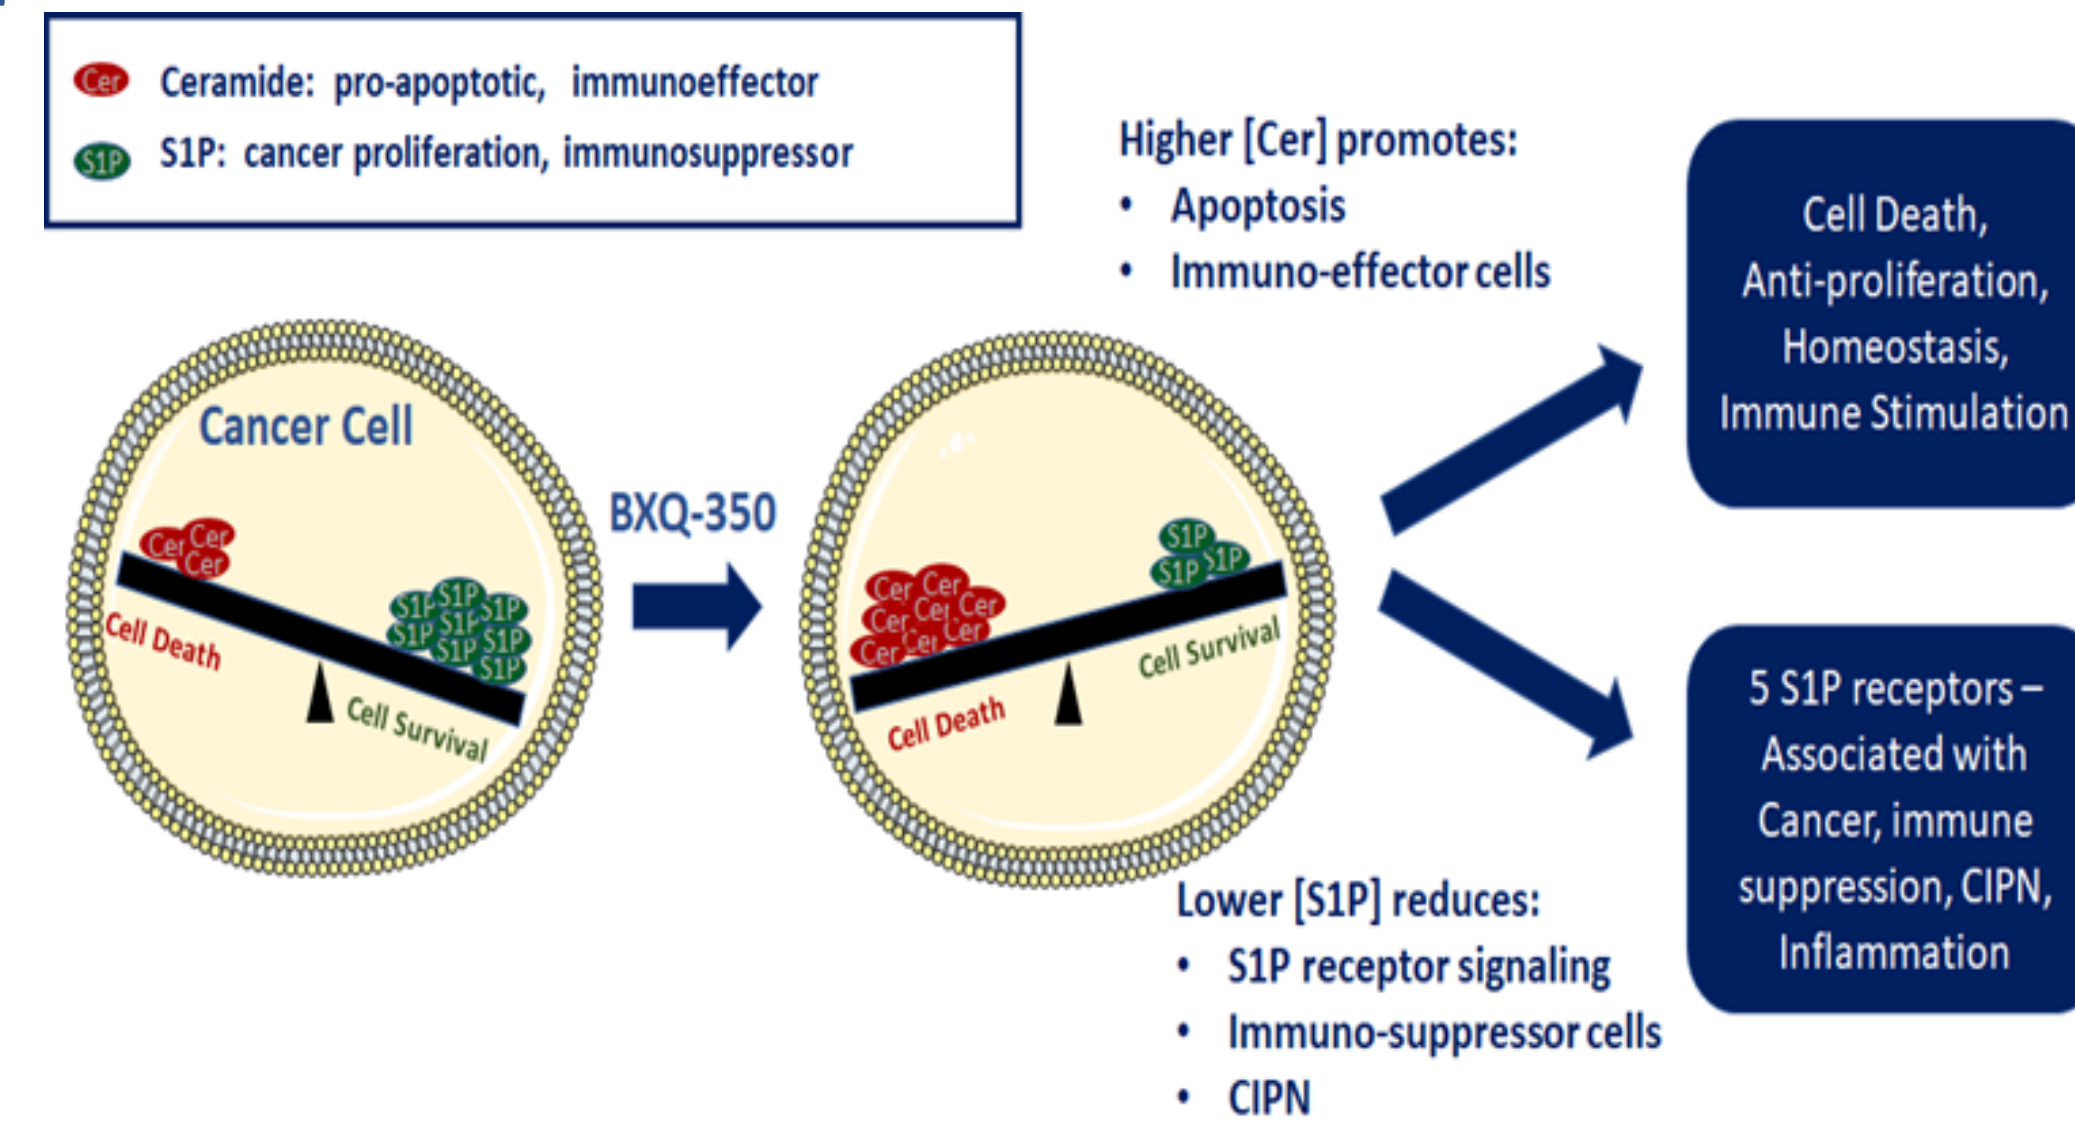 Cer Ceramide: pro-apoptotic, immunoeffector
S1P S1P: cancer proliferation, immunosuppressor
Higher [Cer] promotes:
• Apoptosis
• Immuno-effector cells
Cell Death,
Anti-proliferation,
Homeostasis,
Immune Stimulation
Cancer Cell
Cer Cer
Cer
S1P S1P S1P
S1P S1P S1P
S1P
S1P
Cell Death
Cell Survival
BXQ-350
Cer Cer
Cer Cer Cer
Cer Cer Cer
S1P
S1P S1P
Cell Death
Cell Survival
5 S1P receptors –
Associated with
Cancer, immune
suppression, CIPN,
Inflammation
Lower [S1P] reduces:
• S1P receptor signaling
• Immuno-suppressor cells
• CIPN